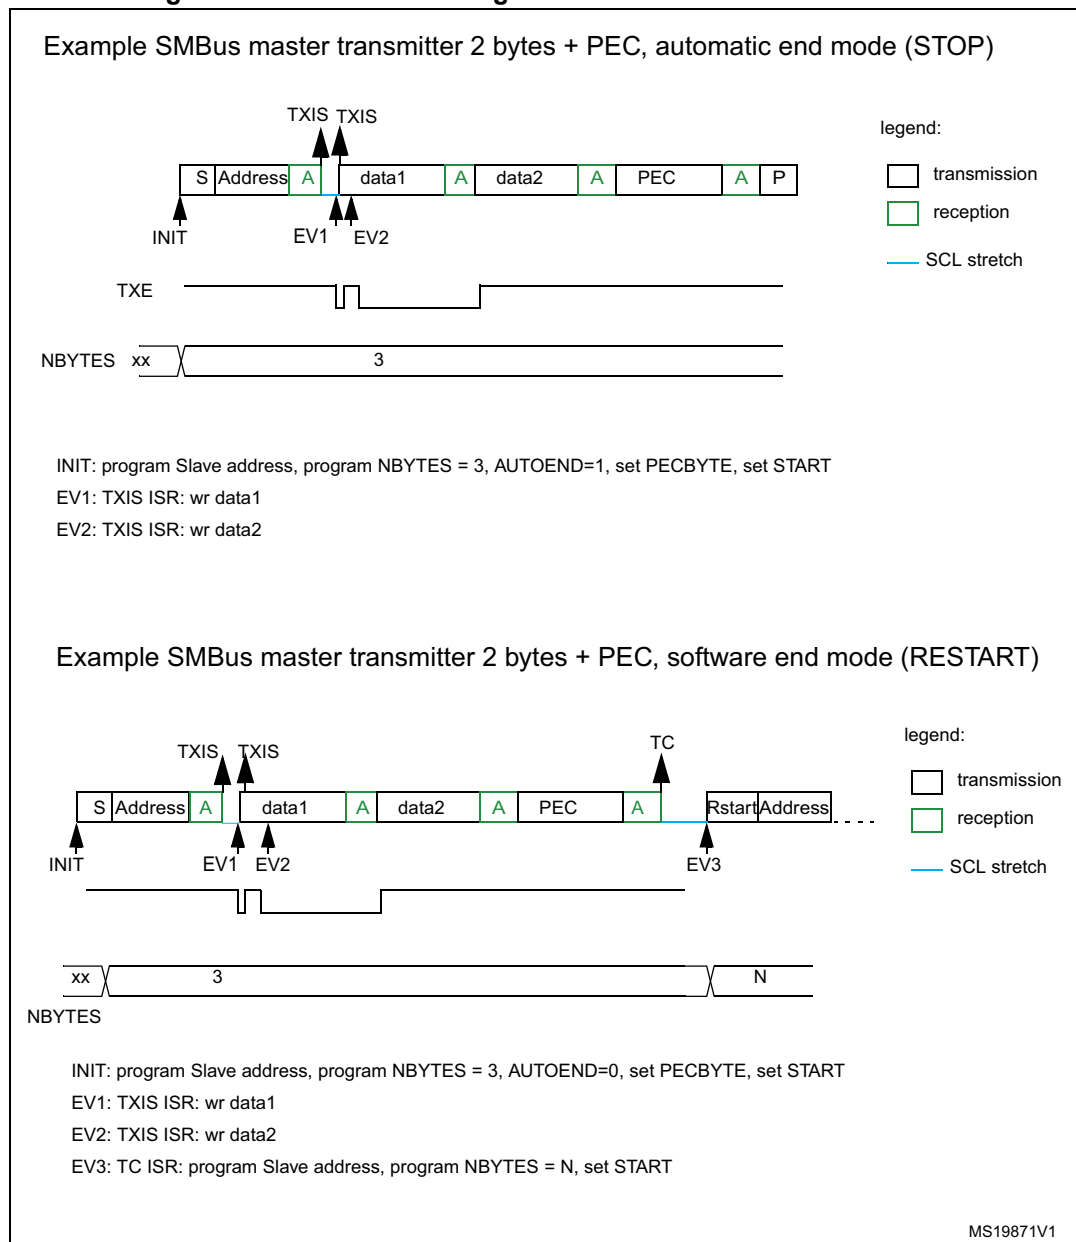 Example SMBus master transmitter 2 bytes + PEC, automatic end mode (STOP)
TXIS TXIS
legend:
S Address A data1 A data2 A PEC A P
transmission
reception
INIT EV1 EV2
SCL stretch
TXE
NBYTES xx 3
INIT: program Slave address, program NBYTES = 3, AUTOEND=1, set PECBYTE, set START
EV1: TXIS ISR: wr data1
EV2: TXIS ISR: wr data2
Example SMBus master transmitter 2 bytes + PEC, software end mode (RESTART)
TXIS TXIS TC
legend:
S Address A data1 A data2 A PEC A Rstart Address
transmission
reception
INIT EV1 EV2 EV3
SCL stretch
xx 3 N
NBYTES
INIT: program Slave address, program NBYTES = 3, AUTOEND=0, set PECBYTE, set START
EV1: TXIS ISR: wr data1
EV2: TXIS ISR: wr data2
EV3: TC ISR: program Slave address, program NBYTES = N, set START
MS19871V1